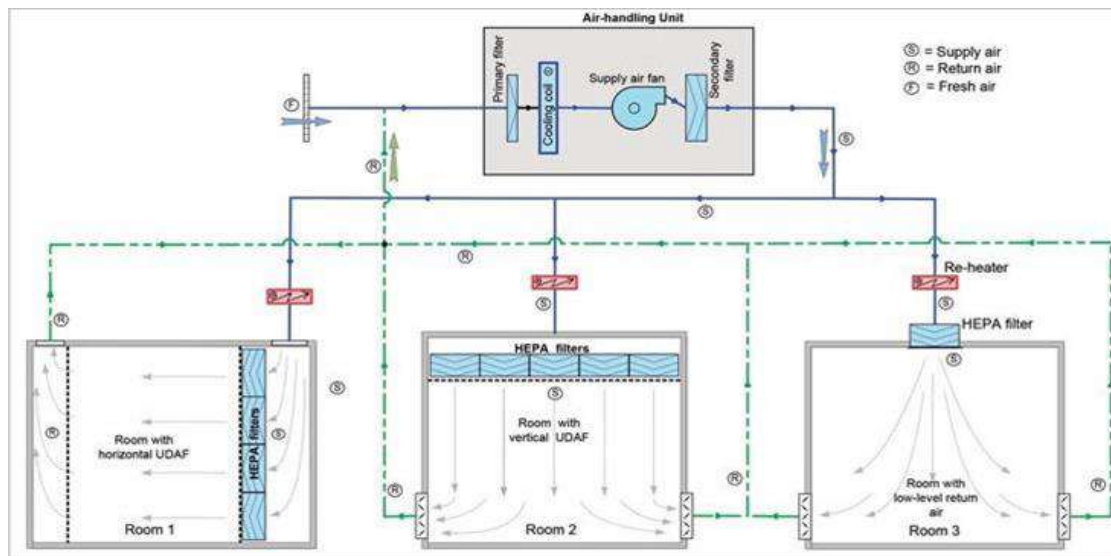 Air-handling Unit
Primary filter
Cooling coil
Supply air fan
Secondary
filter
S = Supply air
R = Return air
F = Fresh air
F
R
S
S
R
Re-heater
S
S
HEPA filter
R
HEPA filters
S
S
S
R
S
HEPA filters
Room with
horizontal UDAF
Room with
vertical UDAF
Room with
low-level return
air
R
R
R
Room 1
Room 2
Room 3